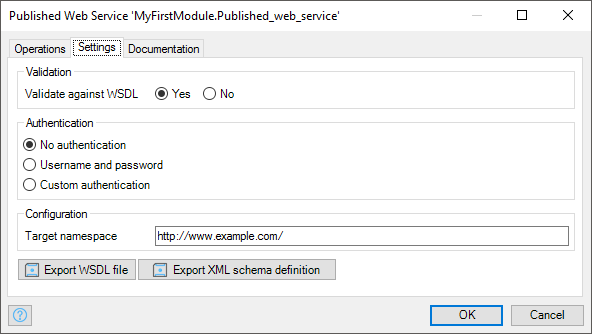 Published Web Service 'MyFirstModule.Published_web_service'
Operations Settings Documentation
Validation
Validate against WSDL Yes No
Authentication
No authentication
Username and password
Custom authentication
Configuration
Target namespace http://www.example.com/
Export WSDL file Export XML schema definition
? OK Cancel